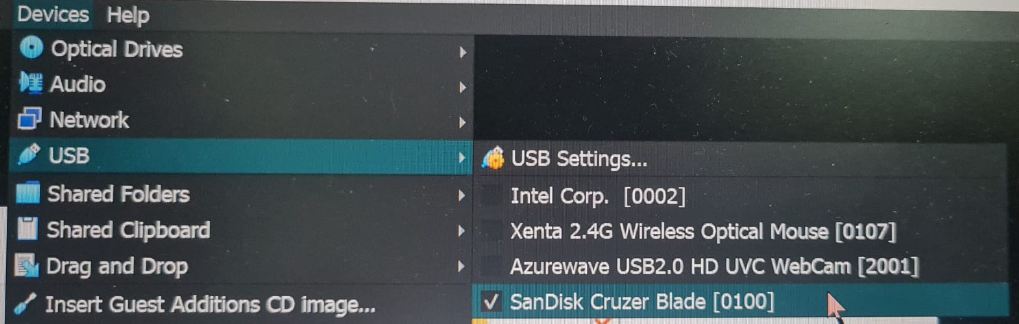 Devices Help
Optical Drives
Audio
Network
USB
Shared Folders
Shared Clipboard
Drag and Drop
Insert Guest Additions CD image...
USB Settings...
Intel Corp. [0002]
Xenta 2.4G Wireless Optical Mouse [0107]
Azurewave USB2.0 HD UVC WebCam [2001]
SanDisk Cruzer Blade [0100]